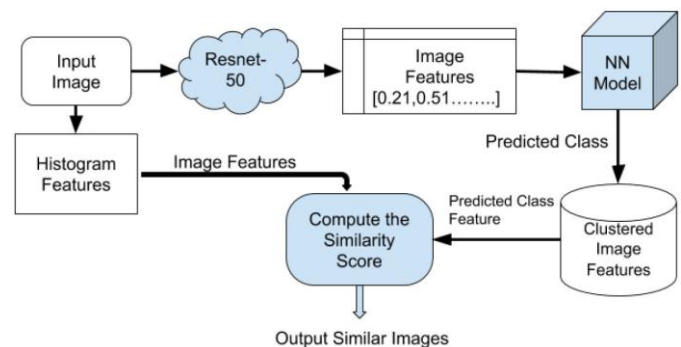 Input
Image
Resnet-
50
Image
Features
[0.21,0.51........]
NN
Model
Predicted Class
Histogram
Features
Image Features
Compute the
Similarity
Score
Predicted Class
Feature
Clustered
Image
Features
Output Similar Images